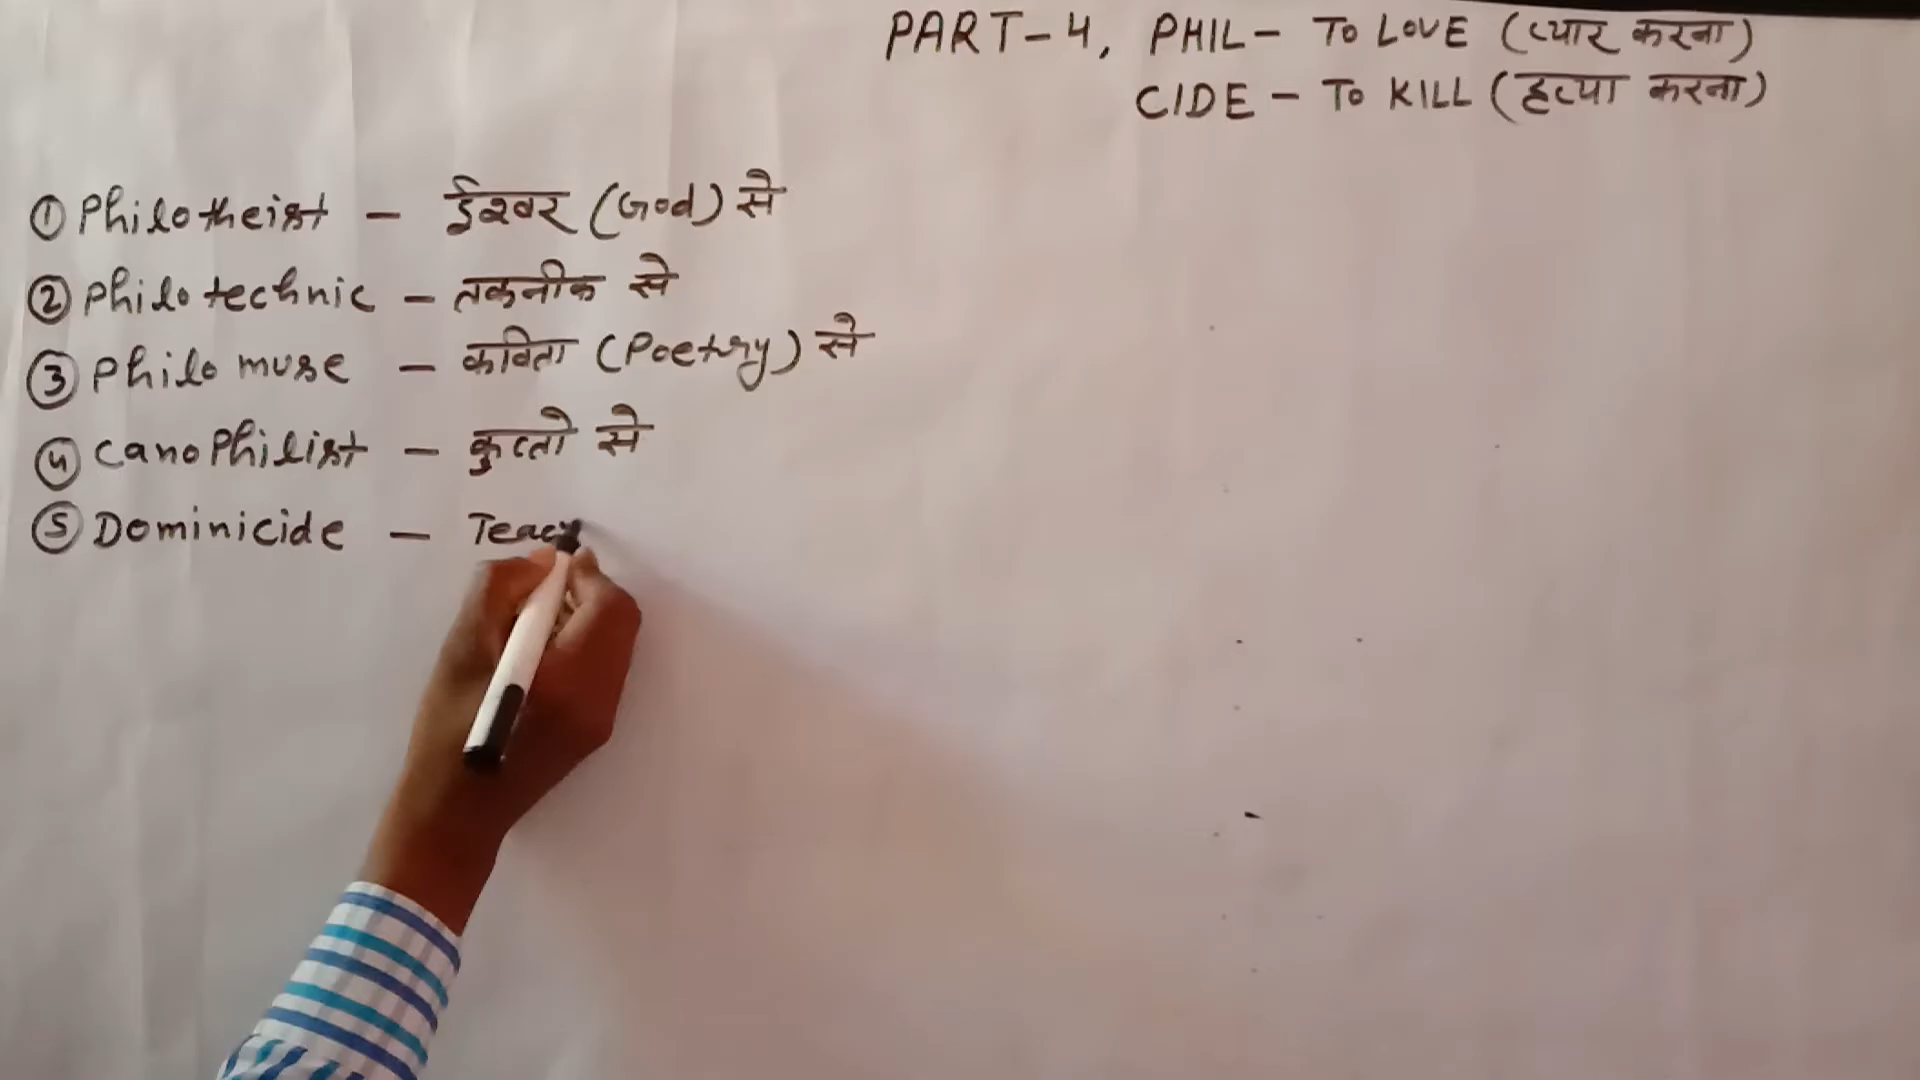 PART-4, PHIL- TO LOVE (प्यार करना)
CIDE - TO KILL (हत्या करना)
① Philotheist - ईश्वर (God) से
② Philotechnic - तकनीक से
③ Philomuse - कविता (Poetry) से
④ CanoPhilist - कुत्तो से
⑤ Dominicide -